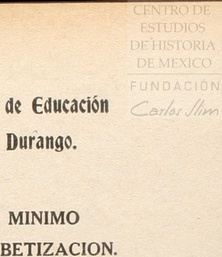 CENTRO DE
ESTUDIOS
DE HISTORIA
DE MEXICO
FUNDACIÓN
Carlos Slim
de Educación
Durango.
MINIMO
BETIZACION.